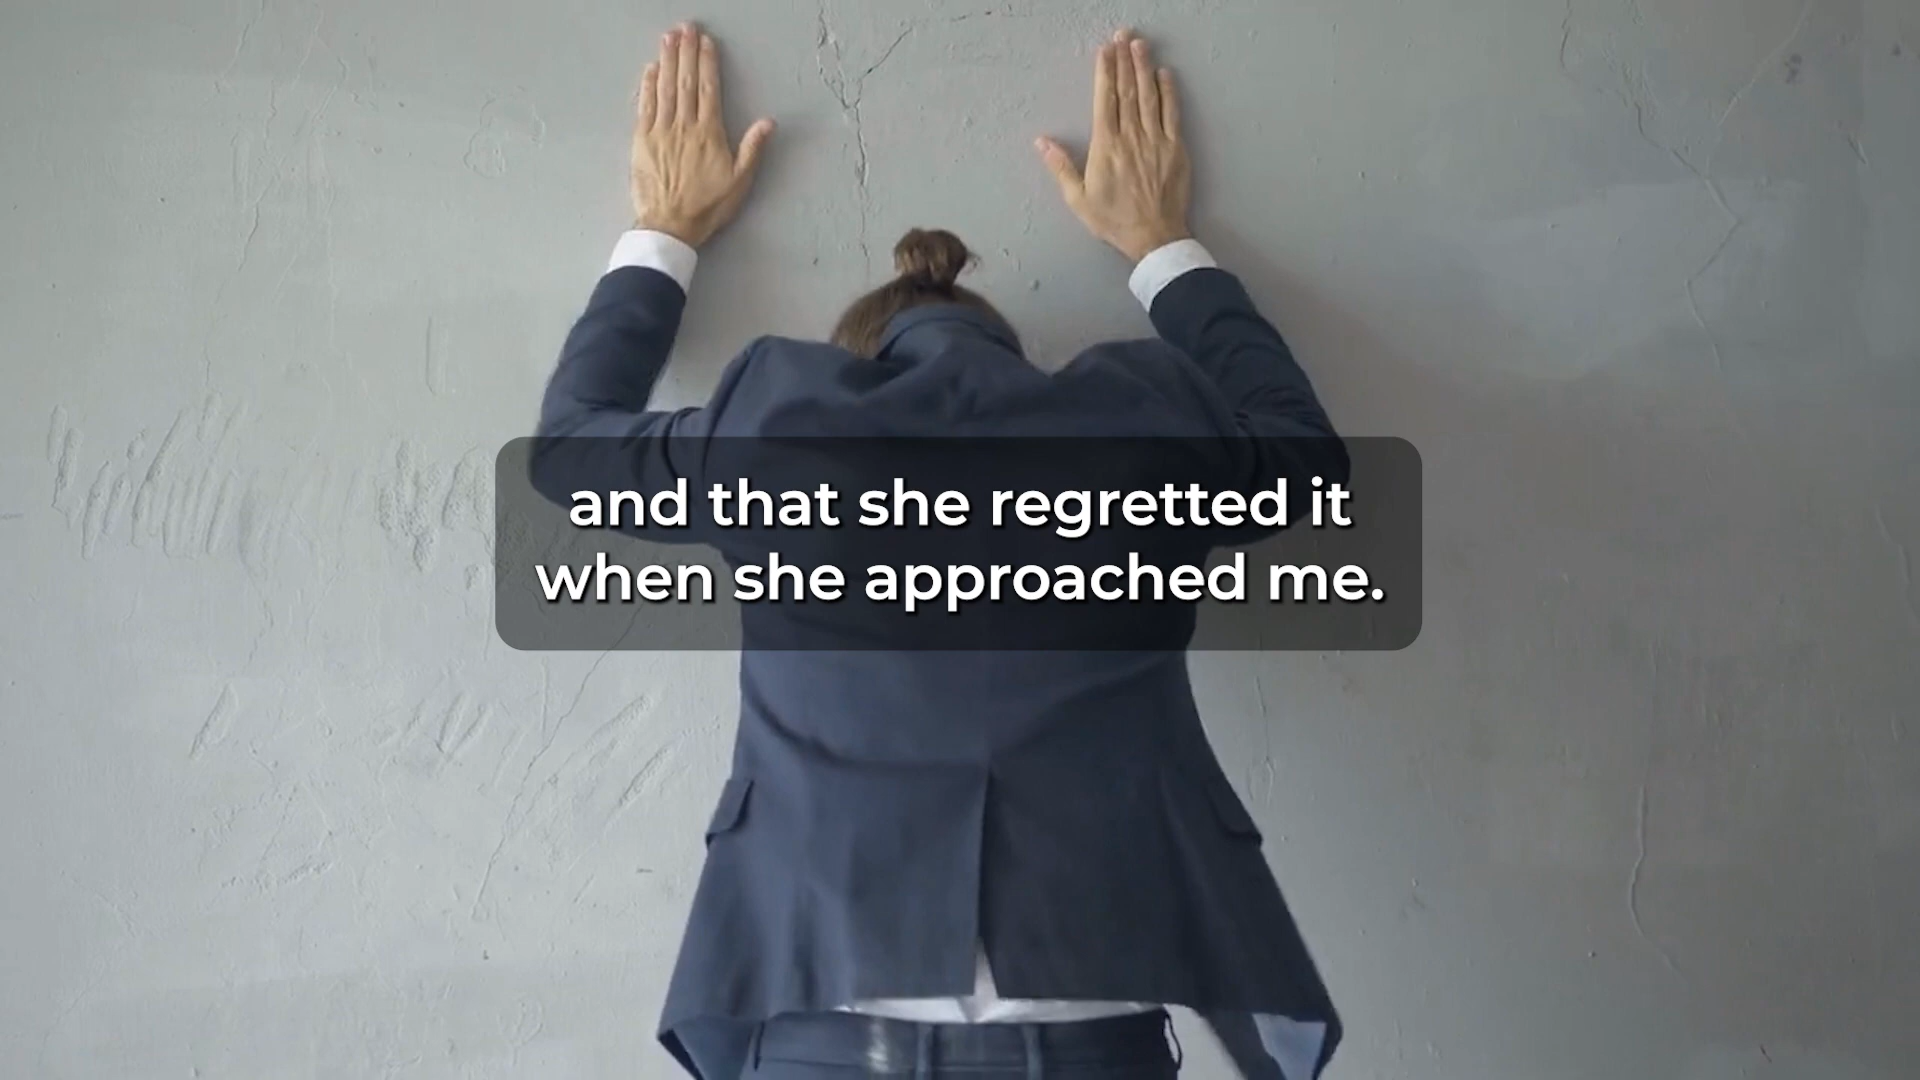 and that she regretted it
when she approached me.